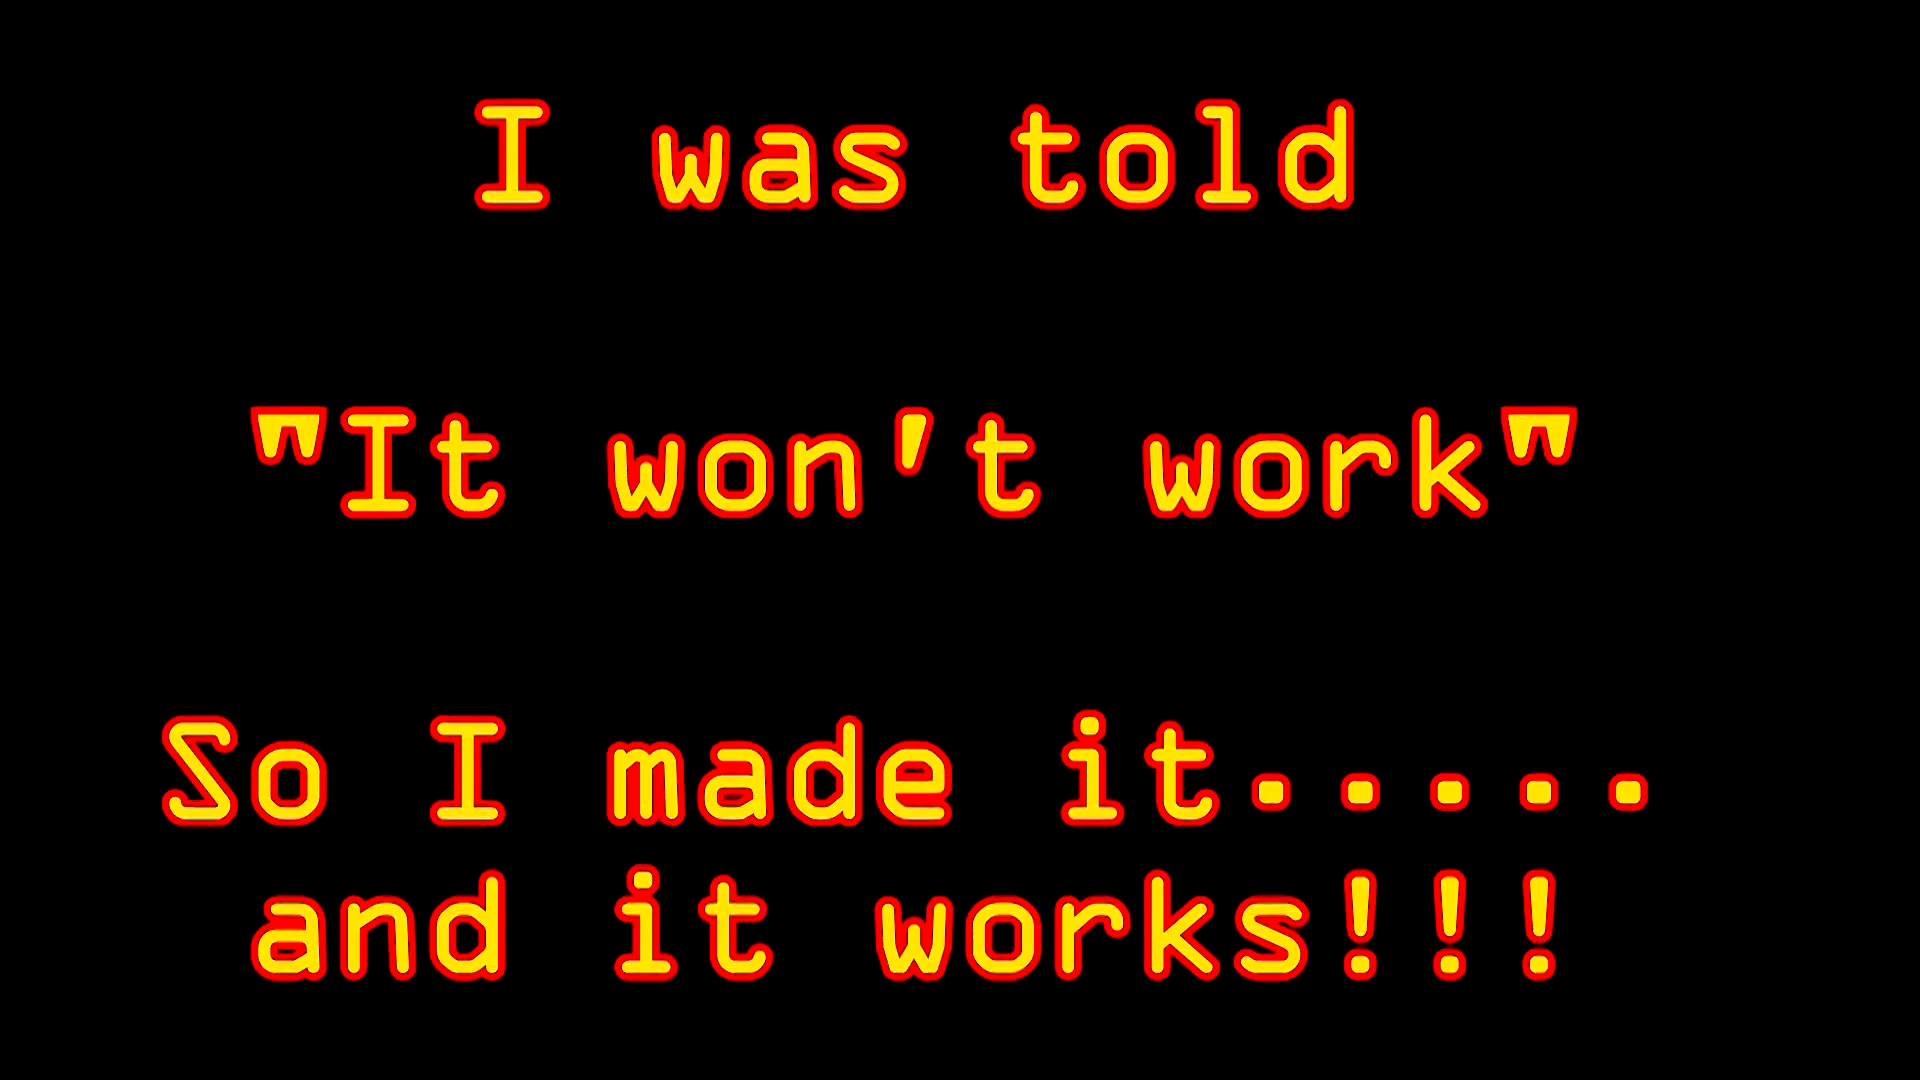 I was told
"It won't work"
So I made it.....
and it works!!!